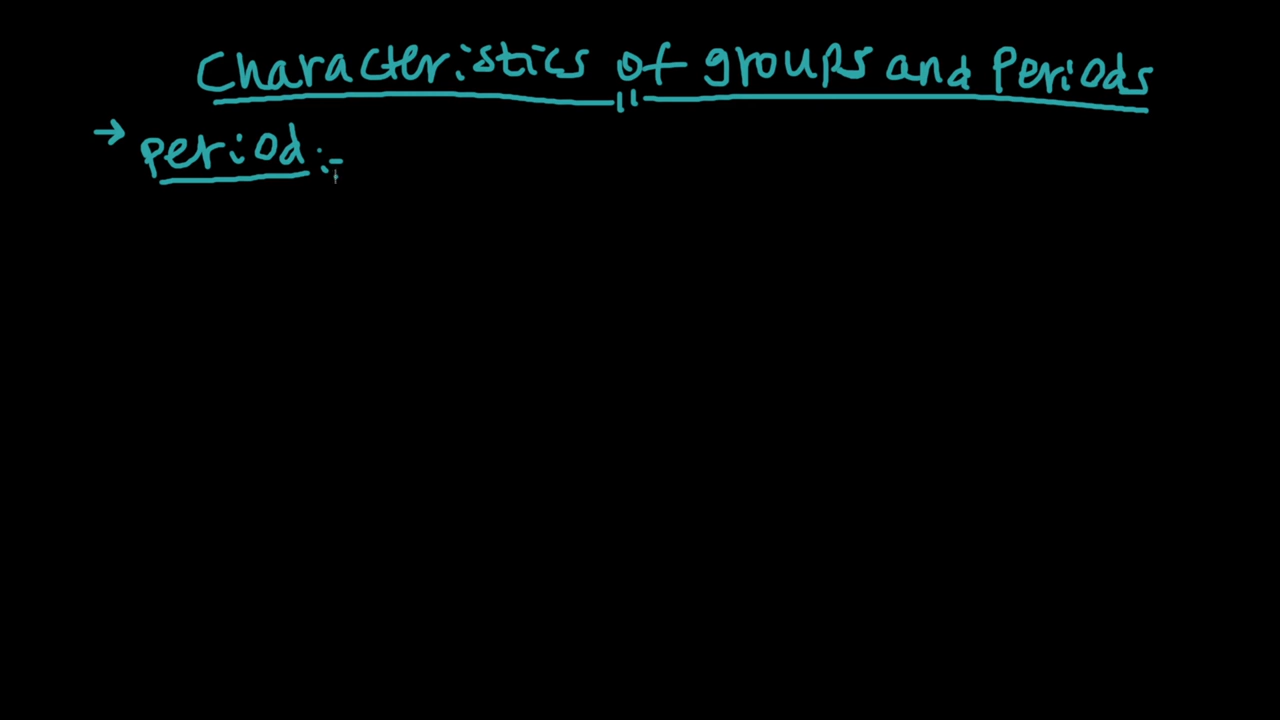 Characteristics of groups and Periods
→ period :-